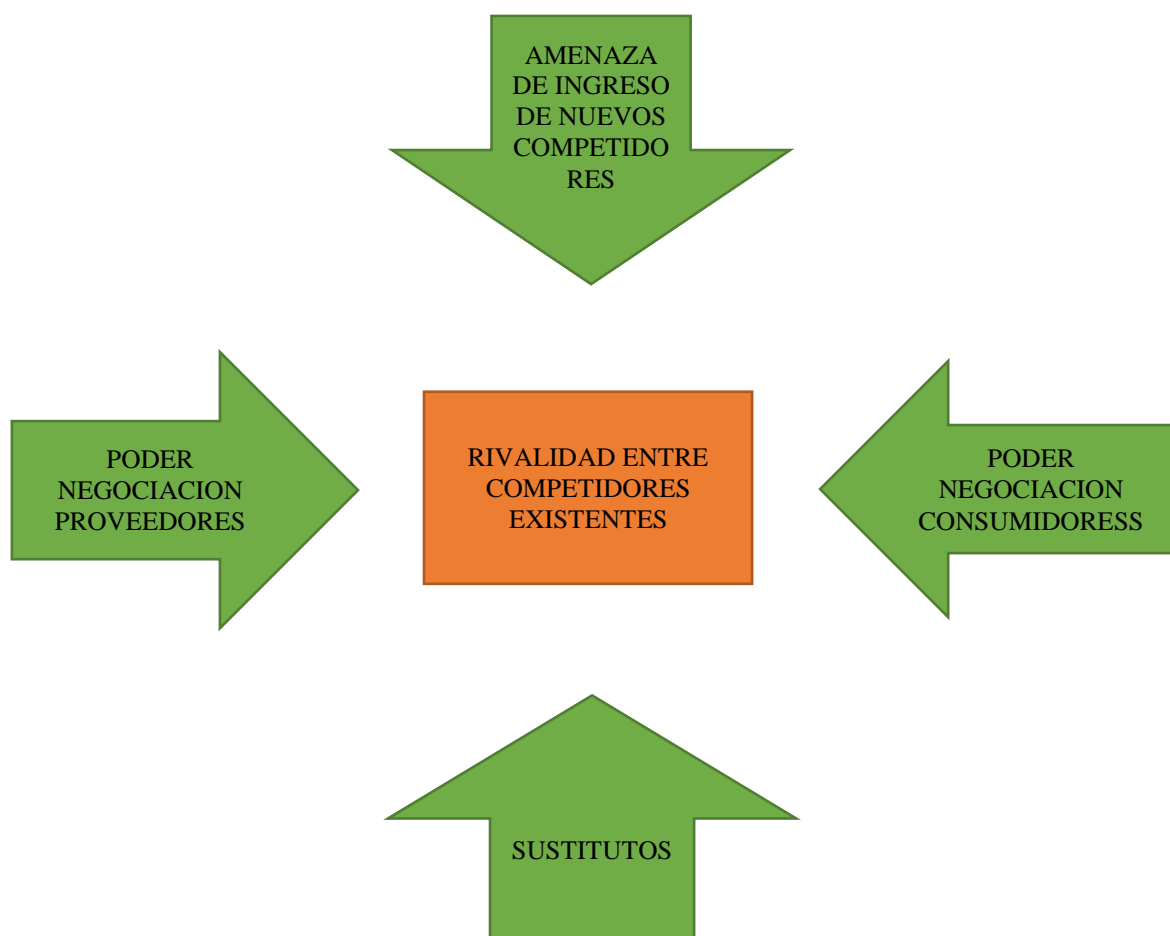 AMENAZA
DE INGRESO
DE NUEVOS
COMPETIDO
RES
PODER
NEGOCIACION
PROVEEDORES
RIVALIDAD ENTRE
COMPETIDORES
EXISTENTES
PODER
NEGOCIACION
CONSUMIDORESS
SUSTITUTOS